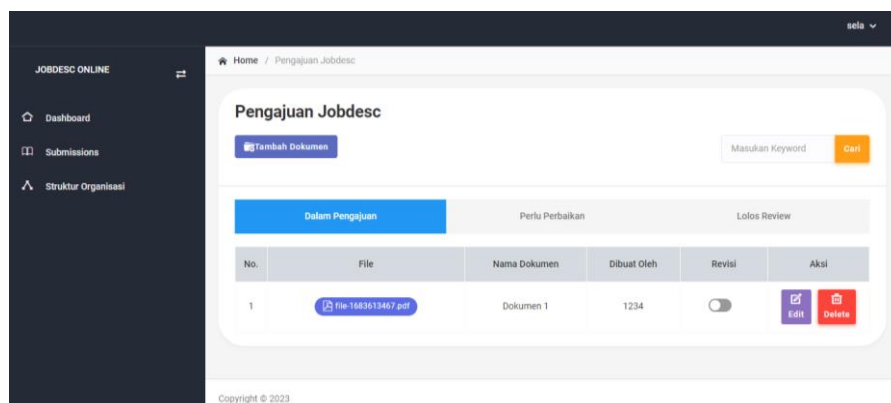 sela
JOBDESC ONLINE
Home / Pengajuan Jobdesc
Dashboard
Submissions
Struktur Organisasi
Pengajuan Jobdesc
Tambah Dokumen
Masukan Keyword
Cari
Dalam Pengajuan
Perlu Perbaikan
Lolos Review
No. File Nama Dokumen Dibuat Oleh Revisi Aksi
1 file-1683613467.pdf Dokumen 1 1234 Edit Delete
Copyright © 2023